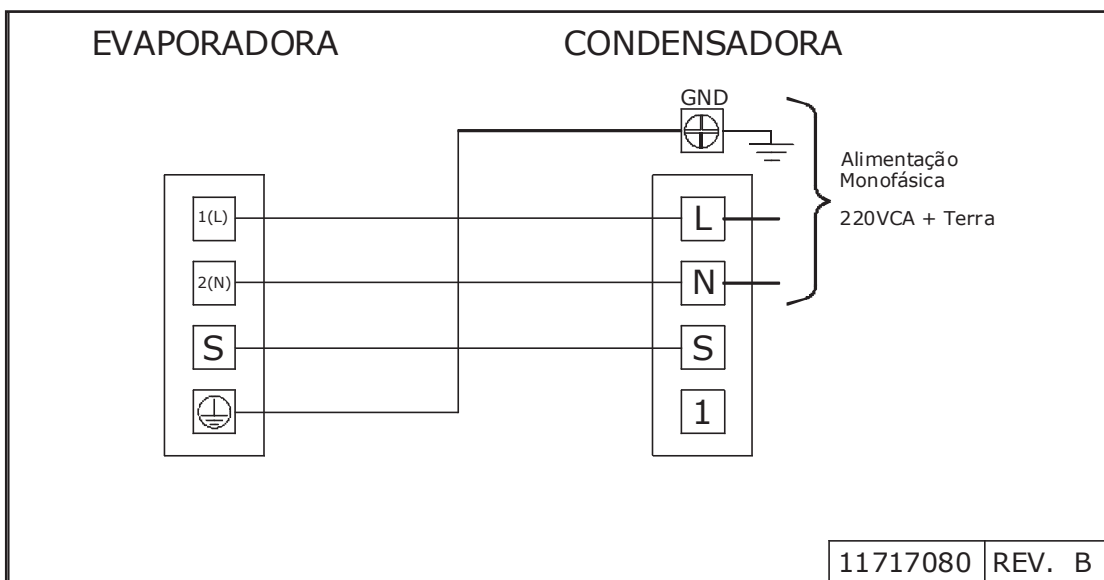 EVAPORADORA
CONDENSADORA
GND
Alimentação
Monofásica
220VCA + Terra
1(L)
2(N)
S
L
N
S
1
11717080 REV. B